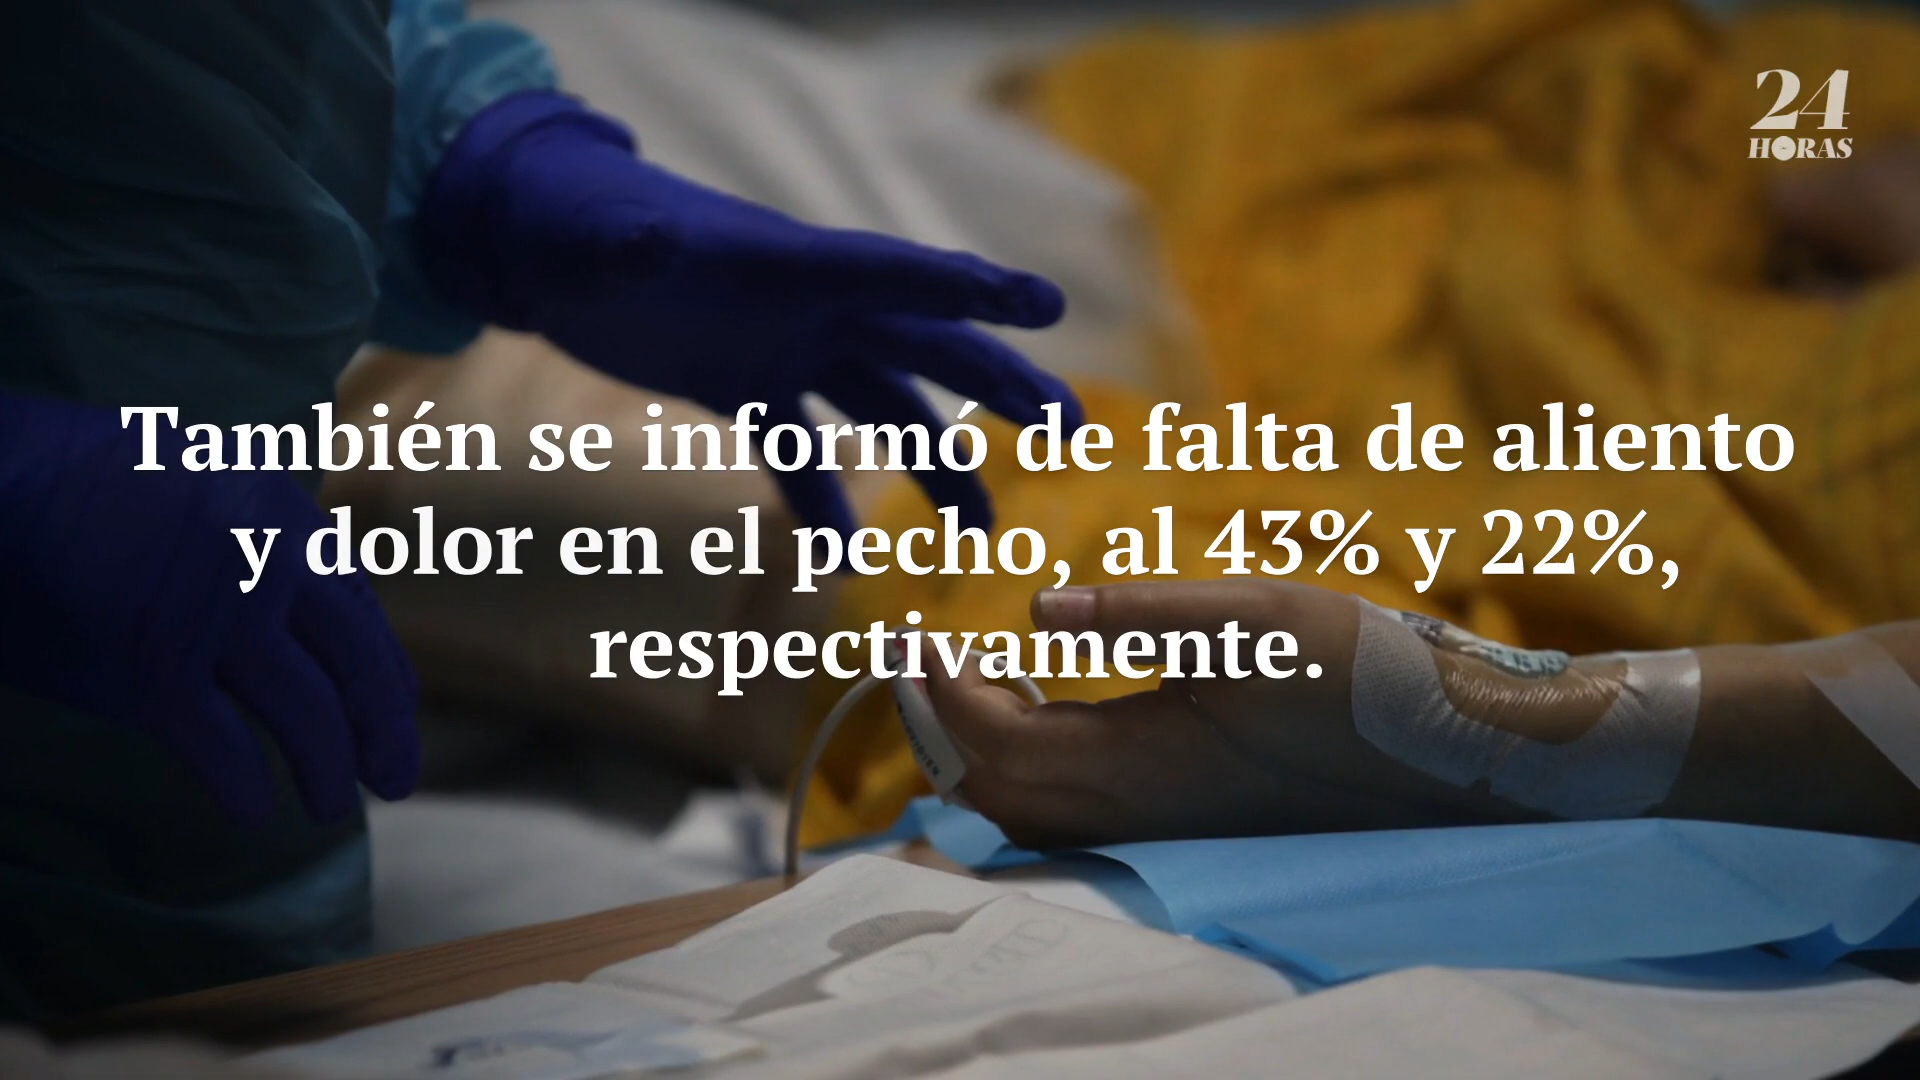 24
HORAS
También se informó de falta de aliento
y dolor en el pecho, al 43% y 22%,
respectivamente.